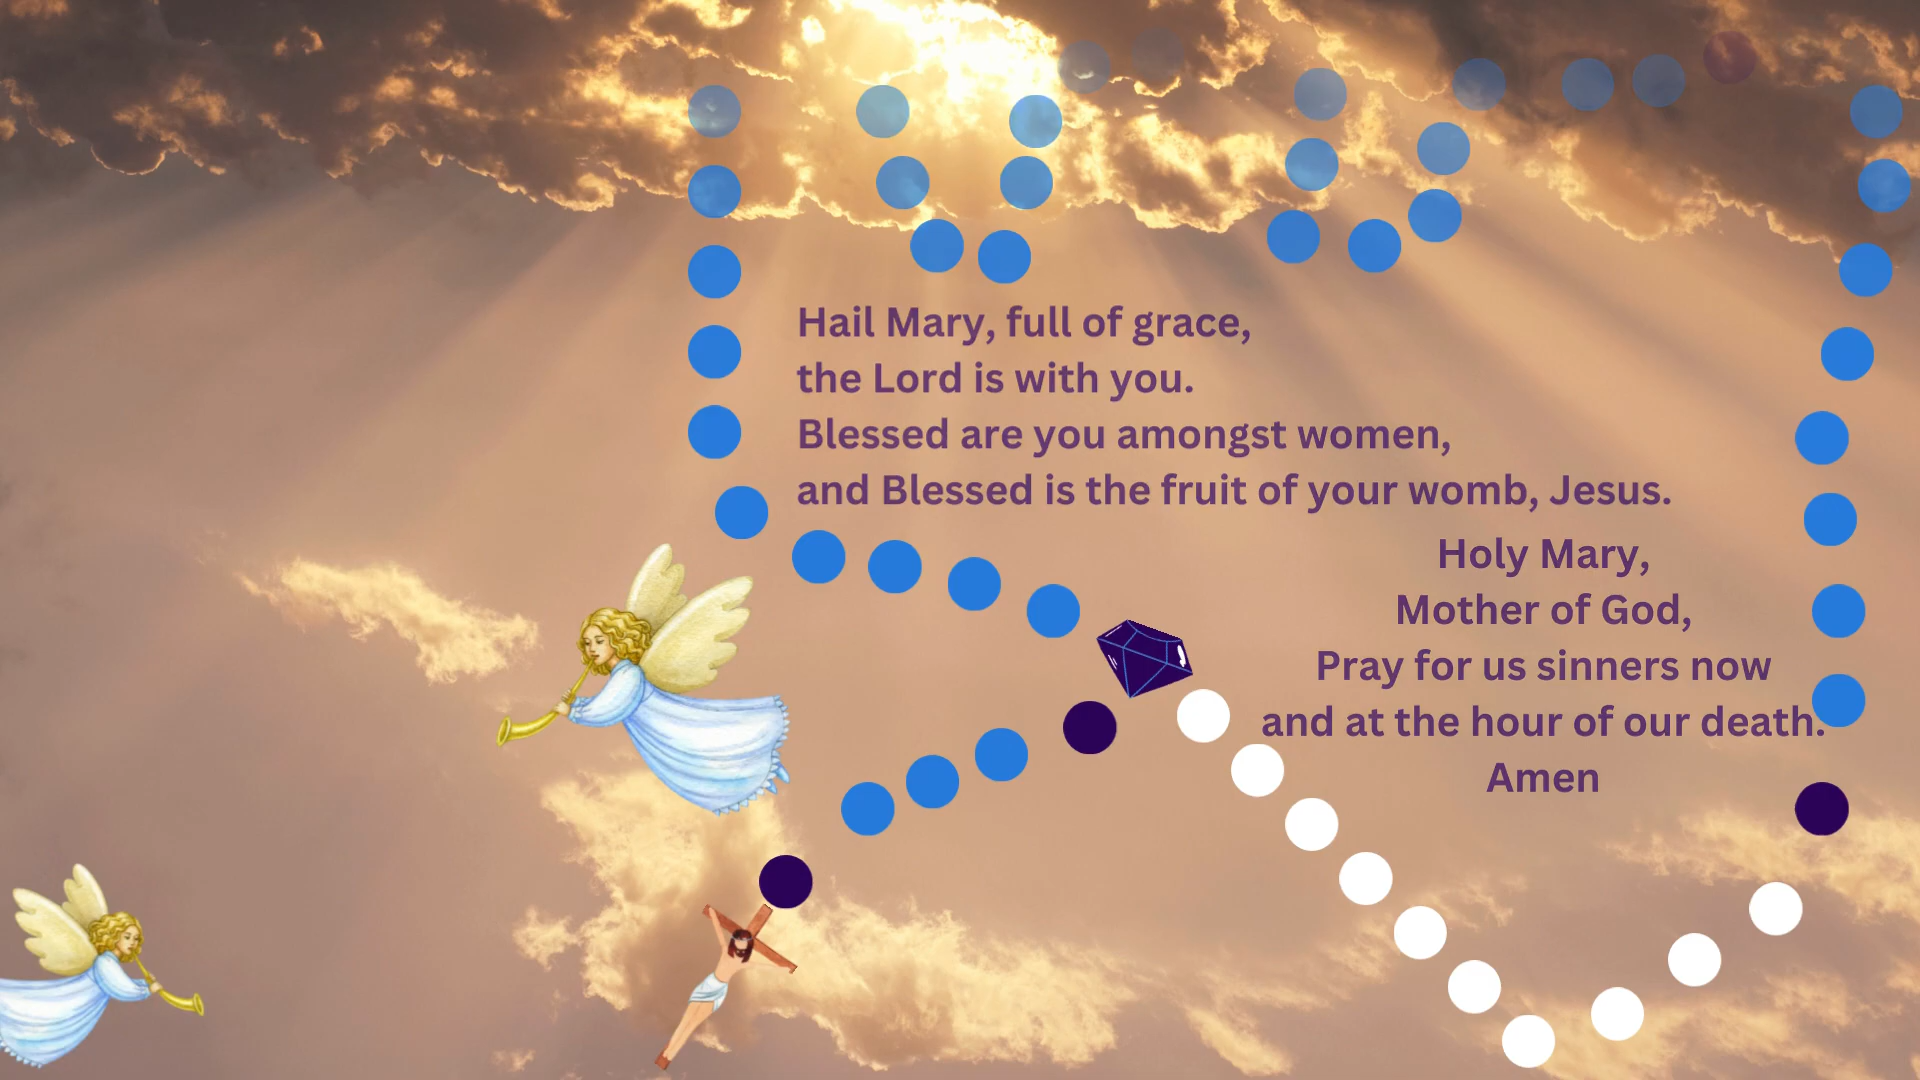 Hail Mary, full of grace,
the Lord is with you.
Blessed are you amongst women,
and Blessed is the fruit of your womb, Jesus.
Holy Mary,
Mother of God,
Pray for us sinners now
and at the hour of our death.
Amen